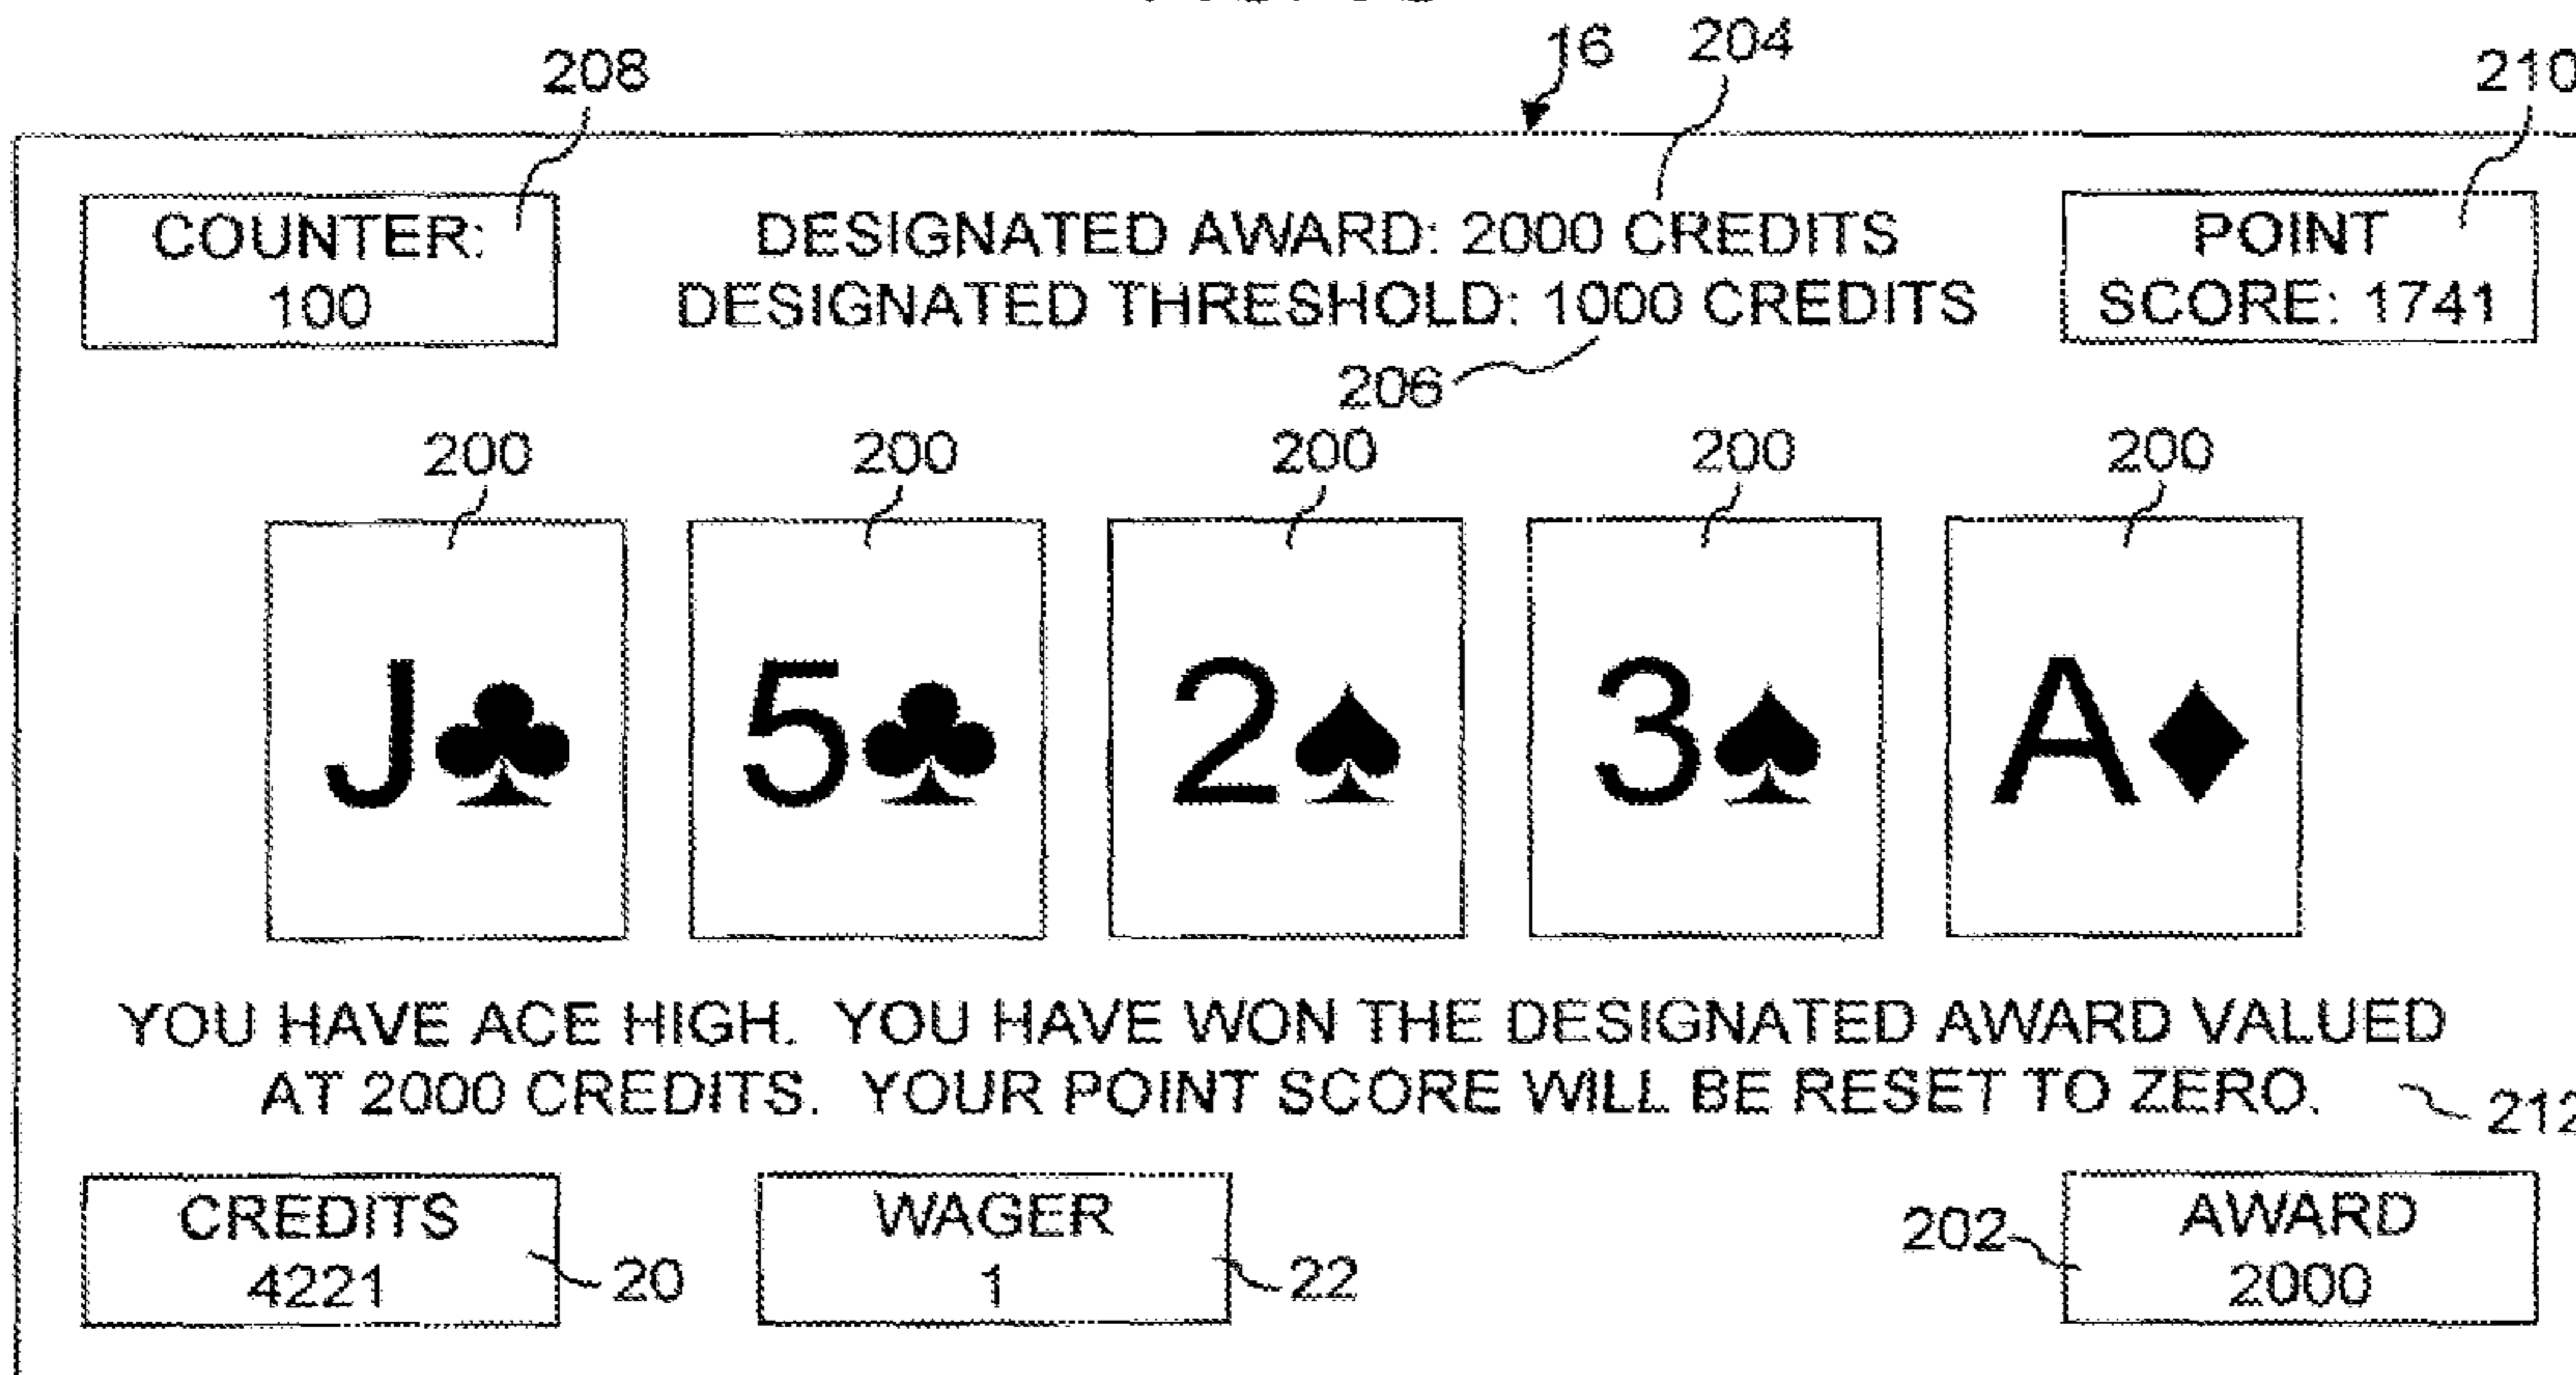 16 204
208 210
COUNTER: 100
DESIGNATED AWARD: 2000 CREDITS
DESIGNATED THRESHOLD: 1000 CREDITS
POINT SCORE: 1741
206
200 200 200 200 200
J♣ 5♣ 2♠ 3♠ A♦
YOU HAVE ACE HIGH. YOU HAVE WON THE DESIGNATED AWARD VALUED
AT 2000 CREDITS. YOUR POINT SCORE WILL BE RESET TO ZERO.
212
CREDITS 4221
20
WAGER 1
22
202
AWARD 2000